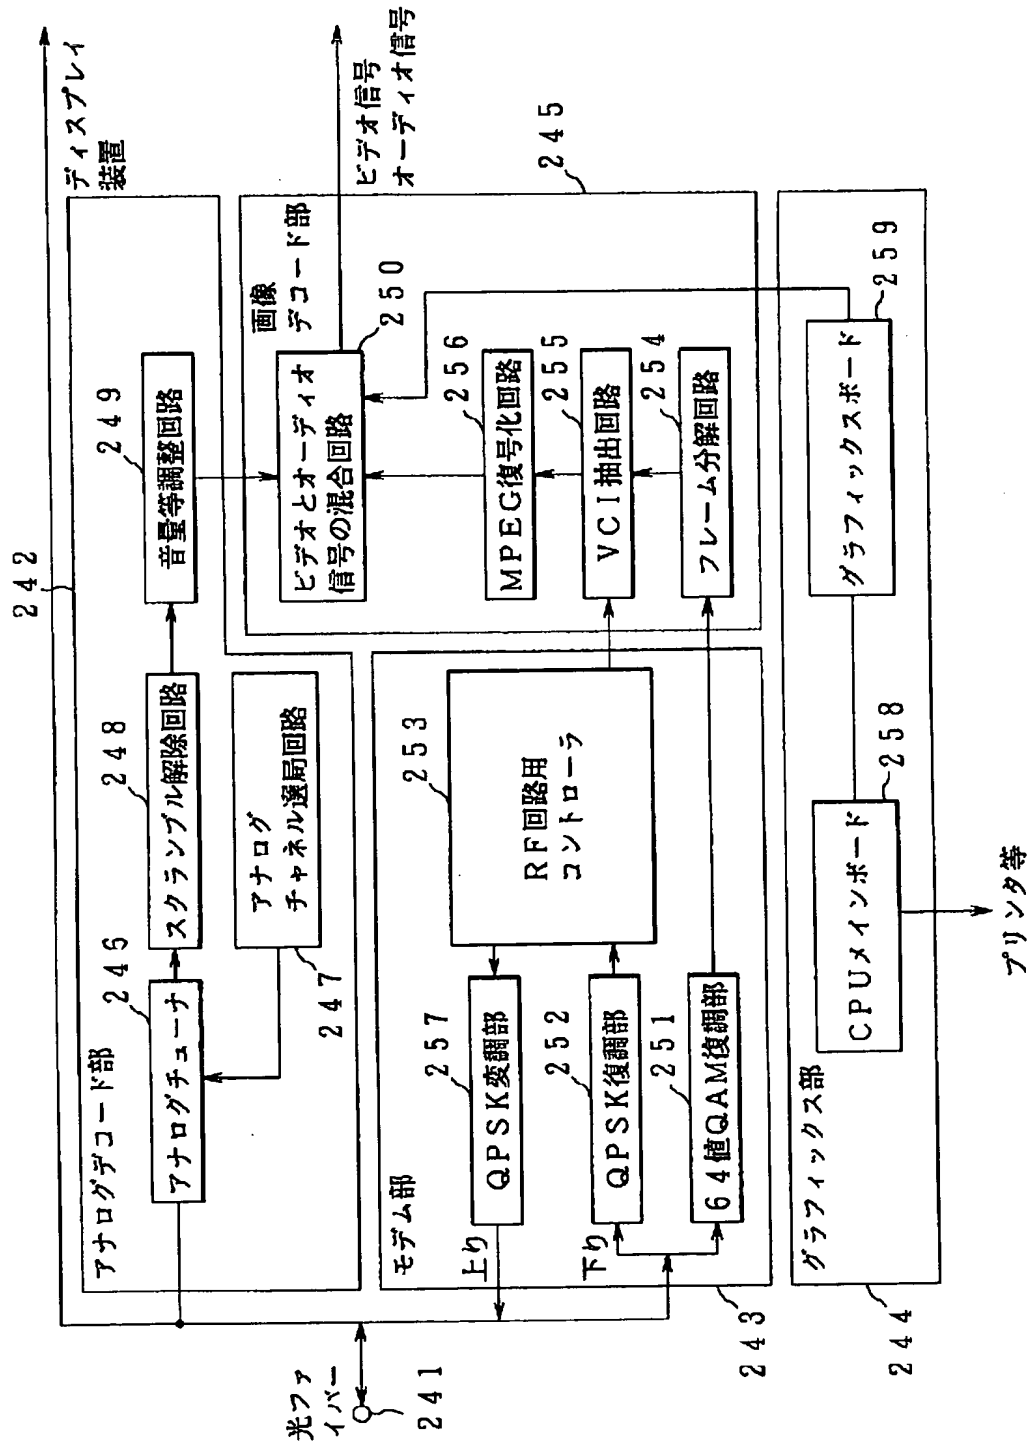 242
ディスプレイ
装置
アナログデコード部
246
アナログチューナ
248
スクランブル解除回路
249
音量等調整回路
アナログ
チャネル選局回路
247
光ファ
イバー
241
モデム部
上り
257
QPSK変調部
下り
252
QPSK復調部
251
64値QAM復調部
253
RF回路用
コントローラ
243
画像
デコード部
250
ビデオとオーディオ
信号の混合回路
ビデオ信号
オーディオ信号
256
MPEG復号化回路
255
VCI抽出回路
254
フレーム分解回路
245
グラフィックス部
244
CPUメインボード
258
グラフィックスボード
259
プリンタ等